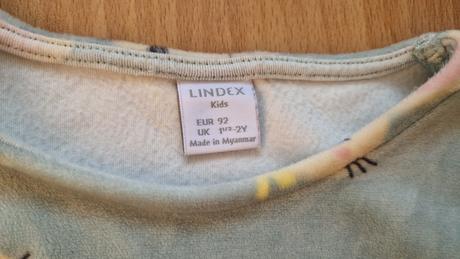 LINDEX
Kids
EUR 92
UK 1½-2Y
Made in Myanmar